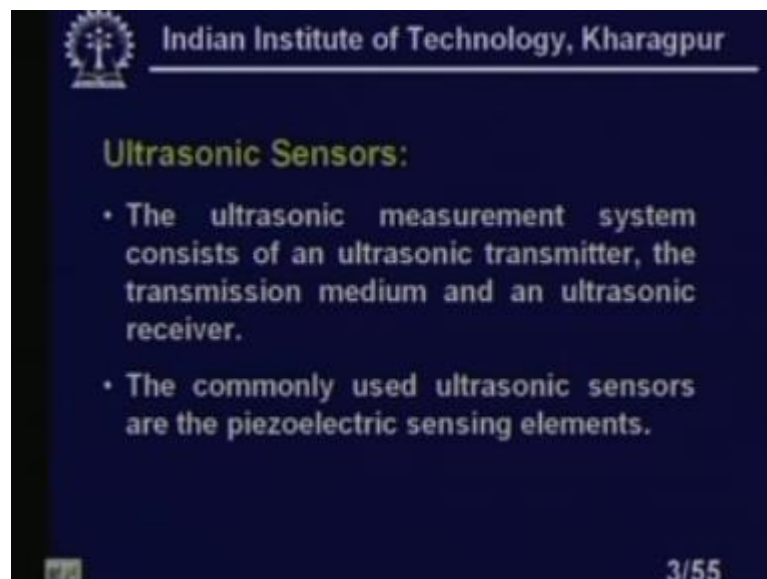 Indian Institute of Technology, Kharagpur
Ultrasonic Sensors:
• The ultrasonic measurement system
consists of an ultrasonic transmitter, the
transmission medium and an ultrasonic
receiver.
• The commonly used ultrasonic sensors
are the piezoelectric sensing elements.
3/55